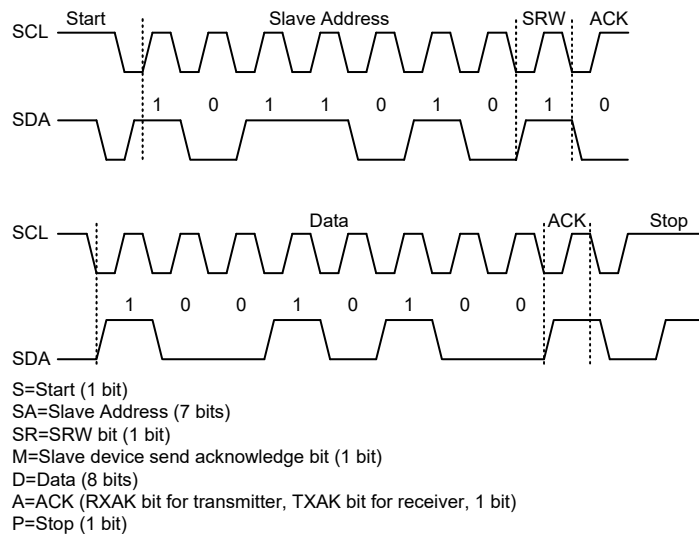 Start Slave Address SRW ACK
SCL
1 0 1 1 0 1 0 1 0
SDA
Data ACK Stop
SCL
1 0 0 1 0 1 0 0
SDA
S=Start (1 bit)
SA=Slave Address (7 bits)
SR=SRW bit (1 bit)
M=Slave device send acknowledge bit (1 bit)
D=Data (8 bits)
A=ACK (RXAK bit for transmitter, TXAK bit for receiver, 1 bit)
P=Stop (1 bit)